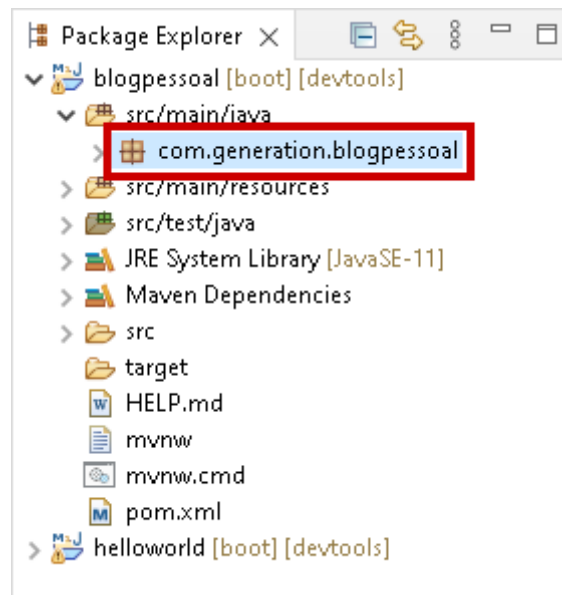 Package Explorer
blogpessoal [boot] [devtools]
src/main/java
com.generation.blogpessoal
src/main/resources
src/test/java
JRE System Library [JavaSE-11]
Maven Dependencies
src
target
HELP.md
mvnw
mvnw.cmd
pom.xml
helloworld [boot] [devtools]